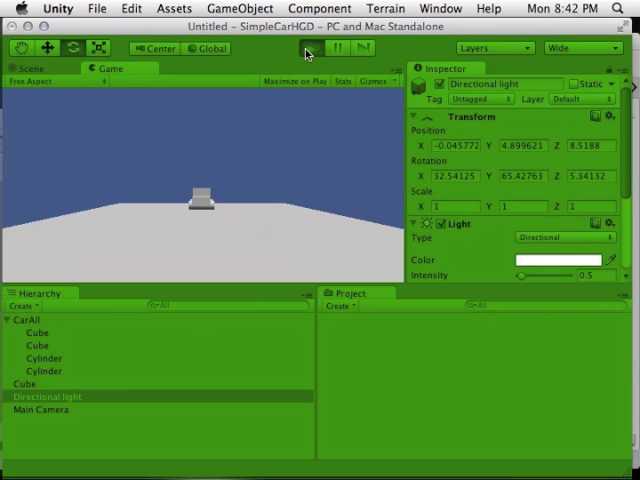 Unity File Edit Assets GameObject Component Terrain Window Help Mon 8:42 PM
Untitled - SimpleCarHGD - PC and Mac Standalone
Center Global Layers Wide
Scene Game Inspector
Free Aspect Maximize on Play Stats Gizmos
Directional light Static
Tag Untagged Layer Default
Transform
Position
X -0.045772 Y 4.899621 Z 8.5188
Rotation
X 32.54125 Y 65.42763 Z 5.34132
Scale
X 1 Y 1 Z 1
Light
Type Directional
Color
Intensity 0.5
Hierarchy Project
Create All Create All
CarAll
Cube
Cube
Cylinder
Cylinder
Cube
Directional light
Main Camera